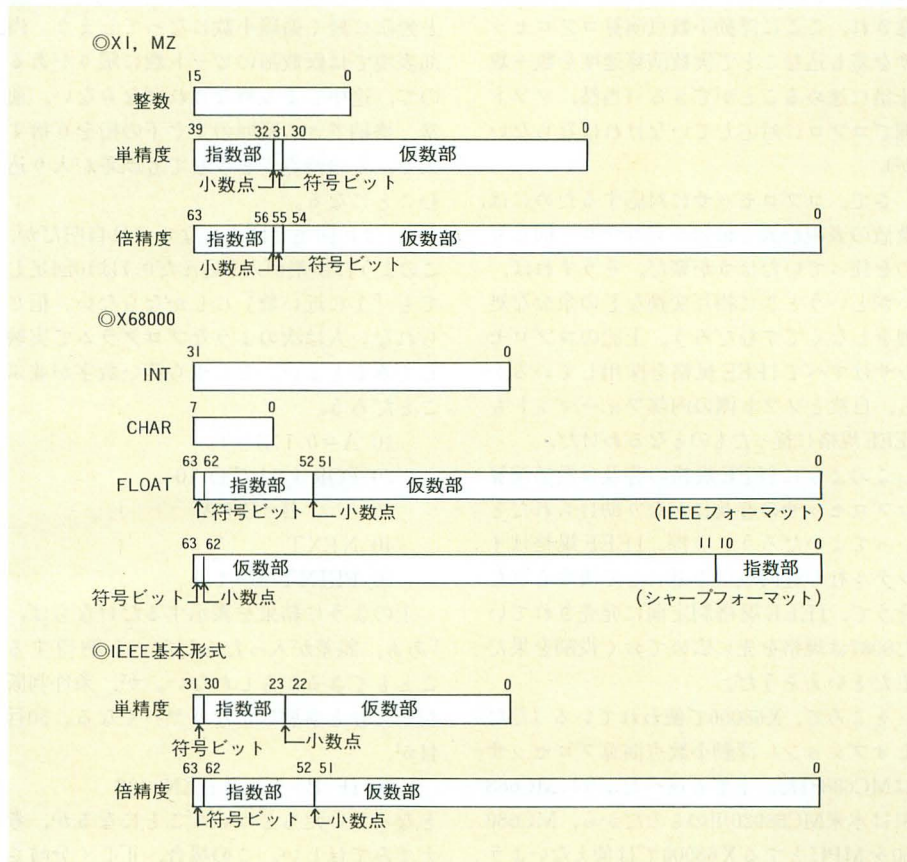 ◎X1, MZ
15 0
整数
39 32 31 30 0
単精度 指数部 仮数部
小数点 符号ビット
63 56 55 54 0
倍精度 指数部 仮数部
小数点 符号ビット
◎X68000
31 0
INT
7 0
CHAR
63 62 52 51 0
FLOAT 指数部 仮数部
符号ビット 小数点 (IEEEフォーマット)
63 62 11 10 0
仮数部 指数部
符号ビット 小数点 (シャープフォーマット)
◎IEEE基本形式
31 30 23 22 0
単精度 指数部 仮数部
符号ビット 小数点
63 62 52 51 0
倍精度 指数部 仮数部
符号ビット 小数点